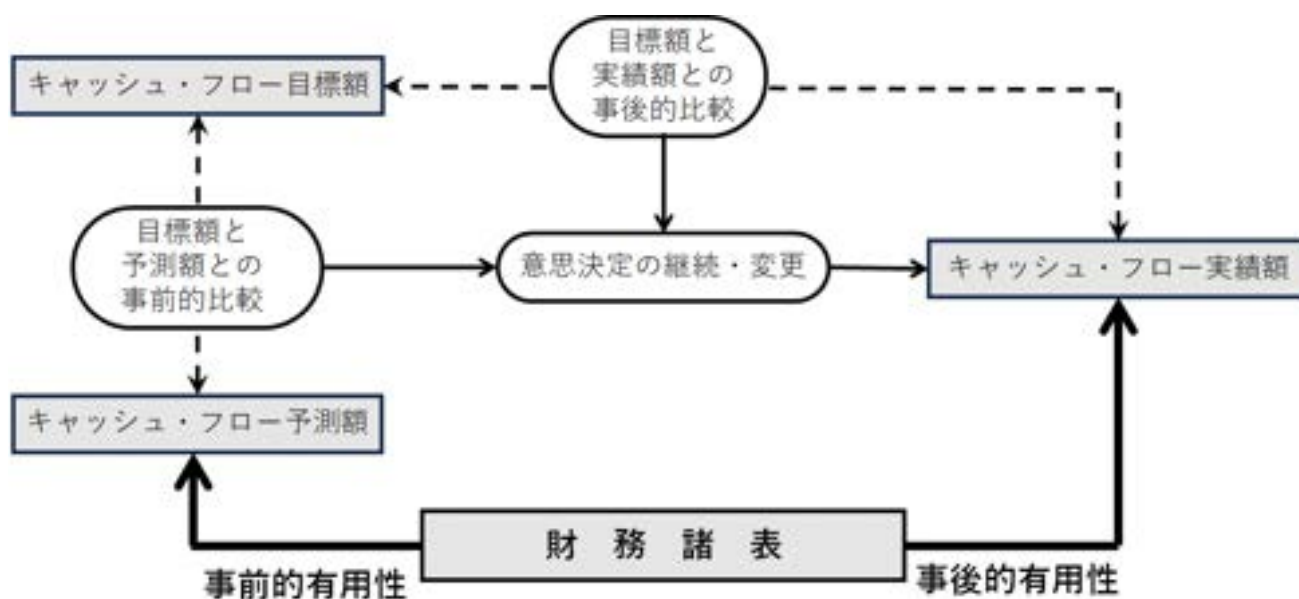 目標額と
実績額との
事後的比較
キャッシュ・フロー目標額
目標額と
予測額との
事前的比較
意思決定の継続・変更
キャッシュ・フロー実績額
キャッシュ・フロー予測額
財 務 諸 表
事前的有用性
事後的有用性